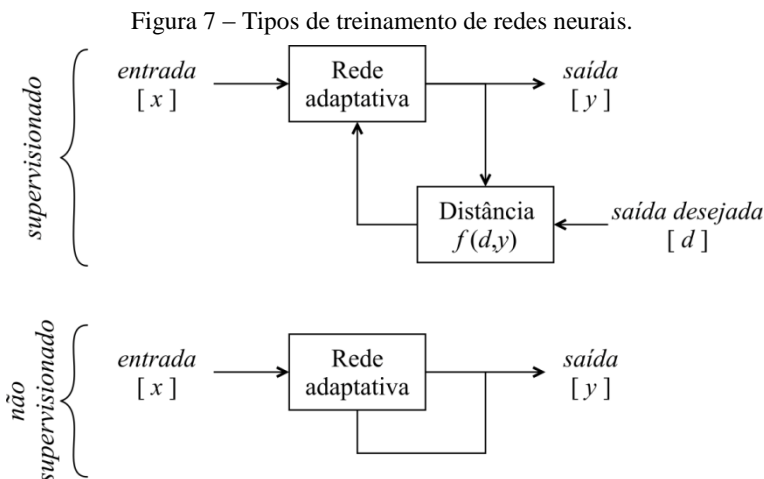 Figura 7 – Tipos de treinamento de redes neurais.
supervisionado
entrada
[ x ]
Rede
adaptativa
saída
[ y ]
Distância
f (d,y)
saída desejada
[ d ]
não
supervisionado
entrada
[ x ]
Rede
adaptativa
saída
[ y ]